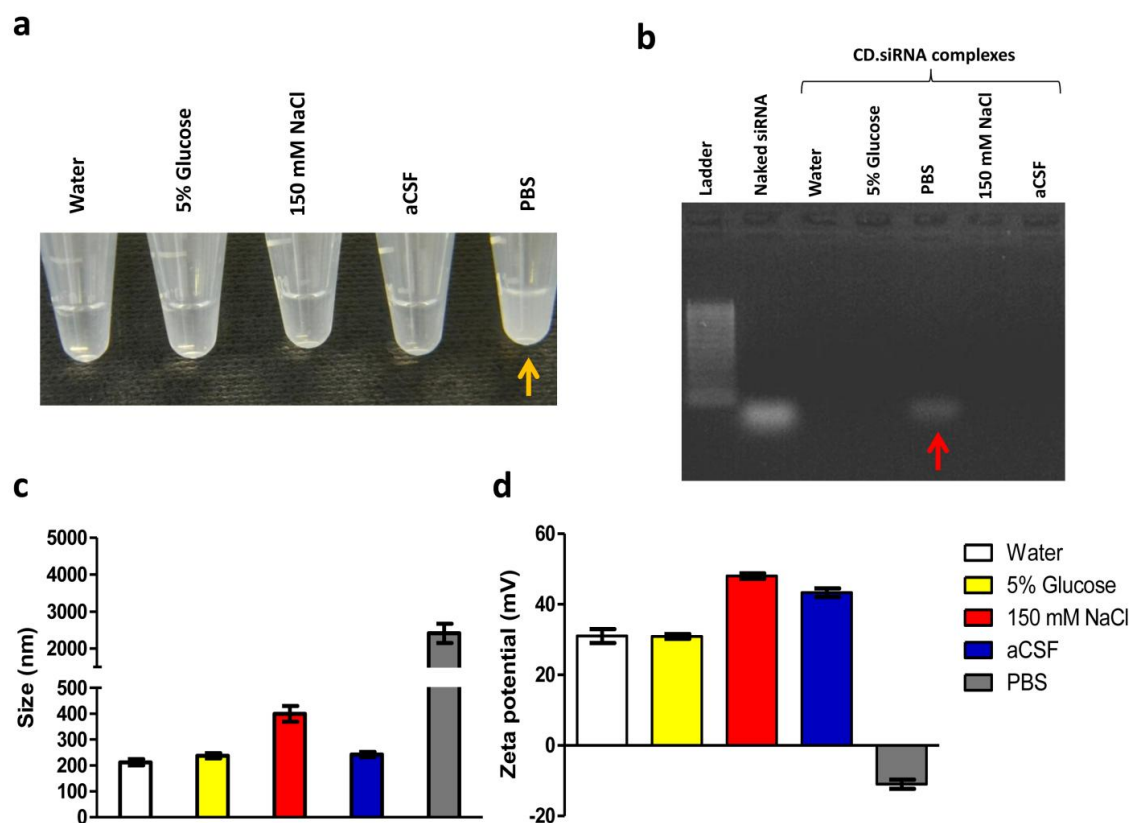 a
Water
5% Glucose
150 mM NaCl
aCSF
PBS
b
CD.siRNA complexes
Ladder
Naked siRNA
Water
5% Glucose
PBS
150 mM NaCl
aCSF
c
Size (nm)
5000
4000
3000
2000
500
400
300
200
100
0
d
Zeta potential (mV)
60
40
20
0
-20
Water
5% Glucose
150 mM NaCl
aCSF
PBS